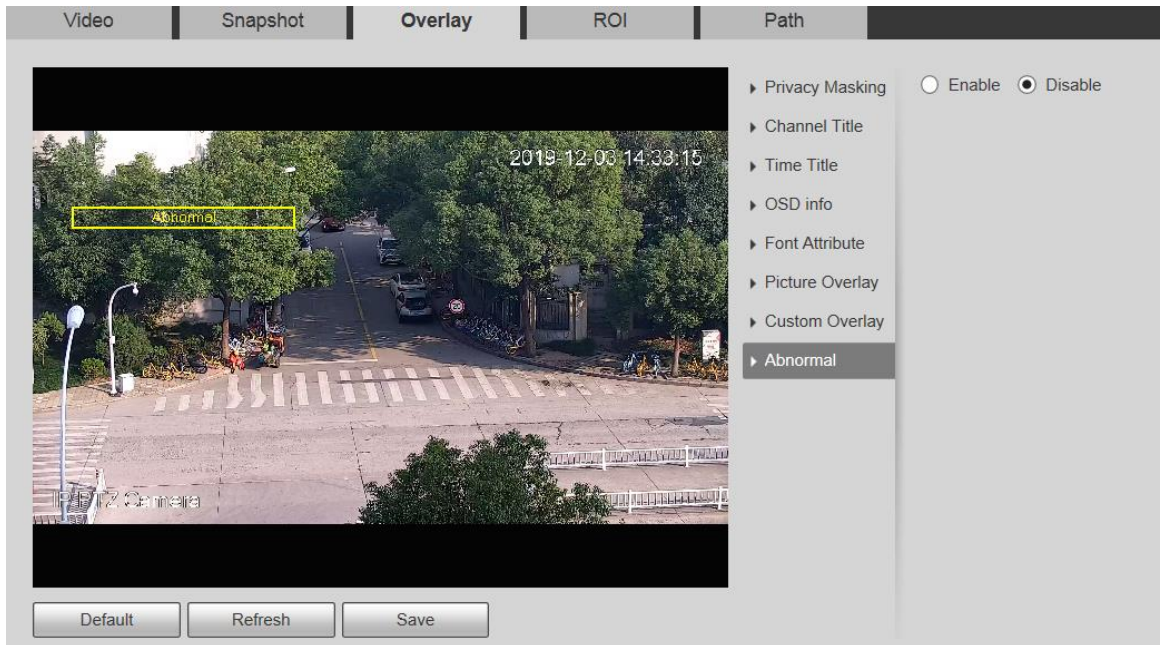 Video Snapshot Overlay ROI Path
2019-12-03 14:33:15
Abnormal
IP PTZ Camera
Privacy Masking
Channel Title
Time Title
OSD info
Font Attribute
Picture Overlay
Custom Overlay
Abnormal
Enable Disable
Default Refresh Save